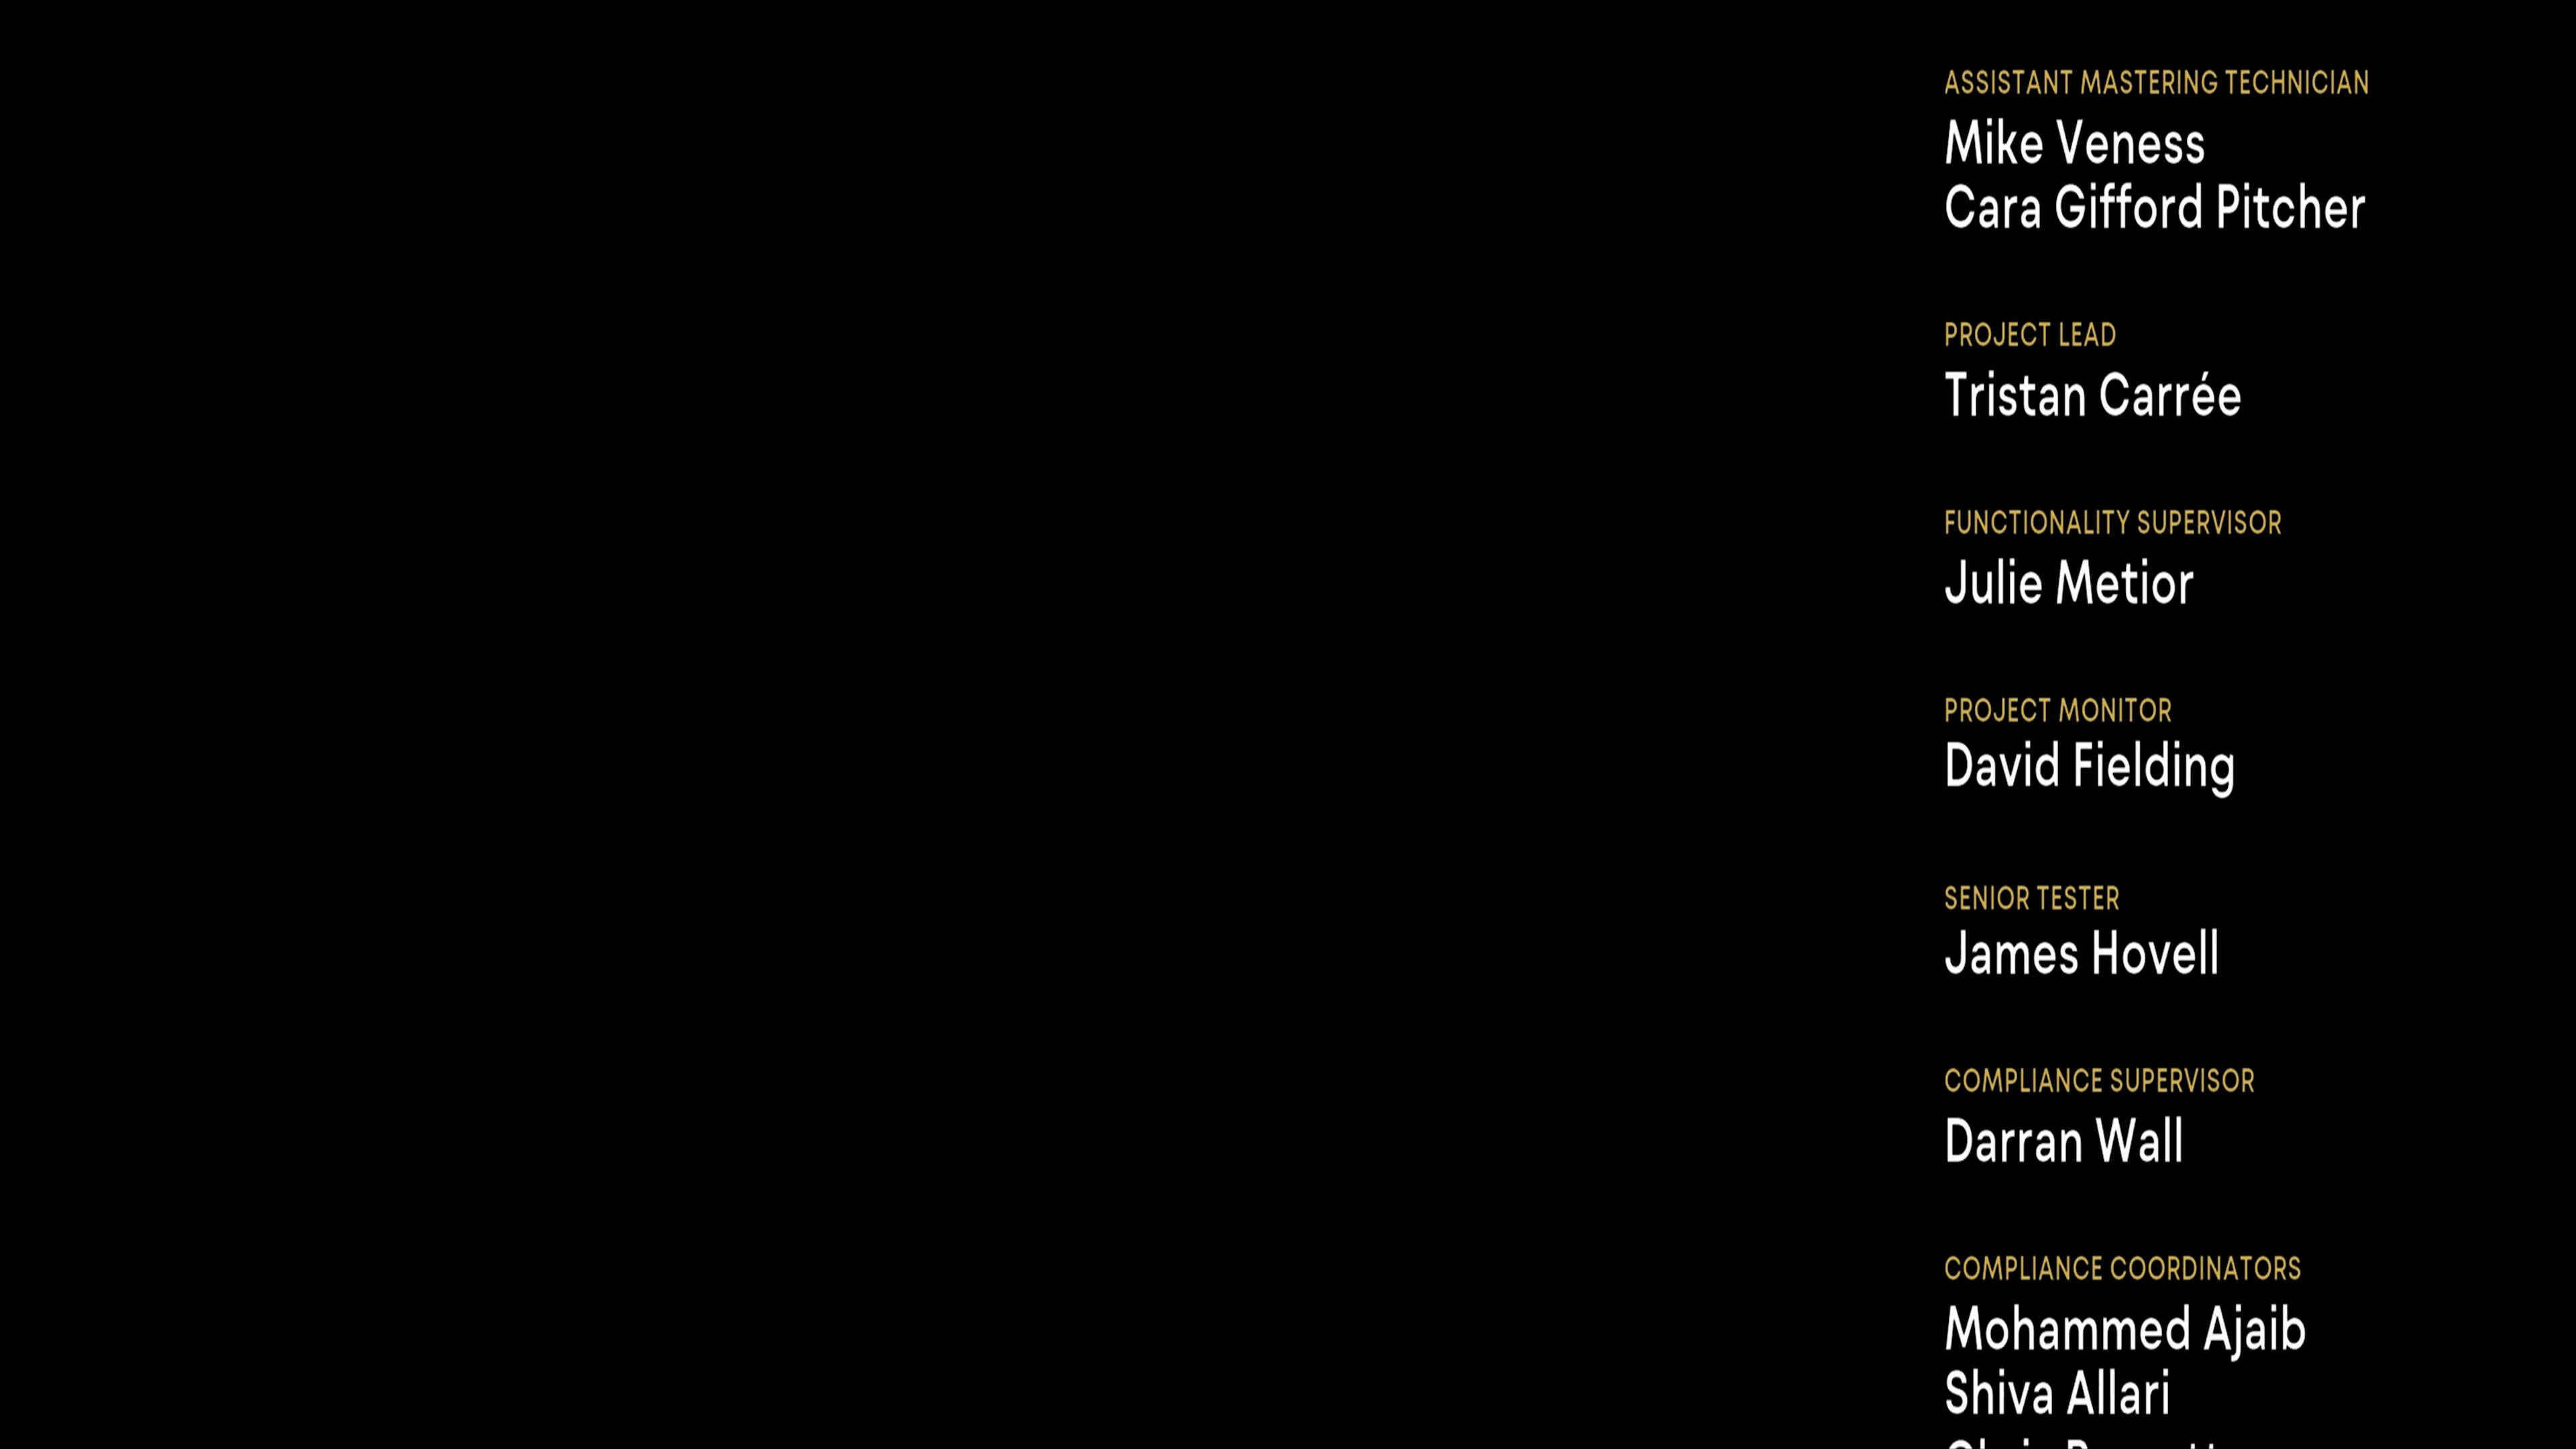 ASSISTANT MASTERING TECHNICIAN
Mike Veness
Cara Gifford Pitcher
PROJECT LEAD
Tristan Carrée
FUNCTIONALITY SUPERVISOR
Julie Metior
PROJECT MONITOR
David Fielding
SENIOR TESTER
James Hovell
COMPLIANCE SUPERVISOR
Darran Wall
COMPLIANCE COORDINATORS
Mohammed Ajaib
Shiva Allari